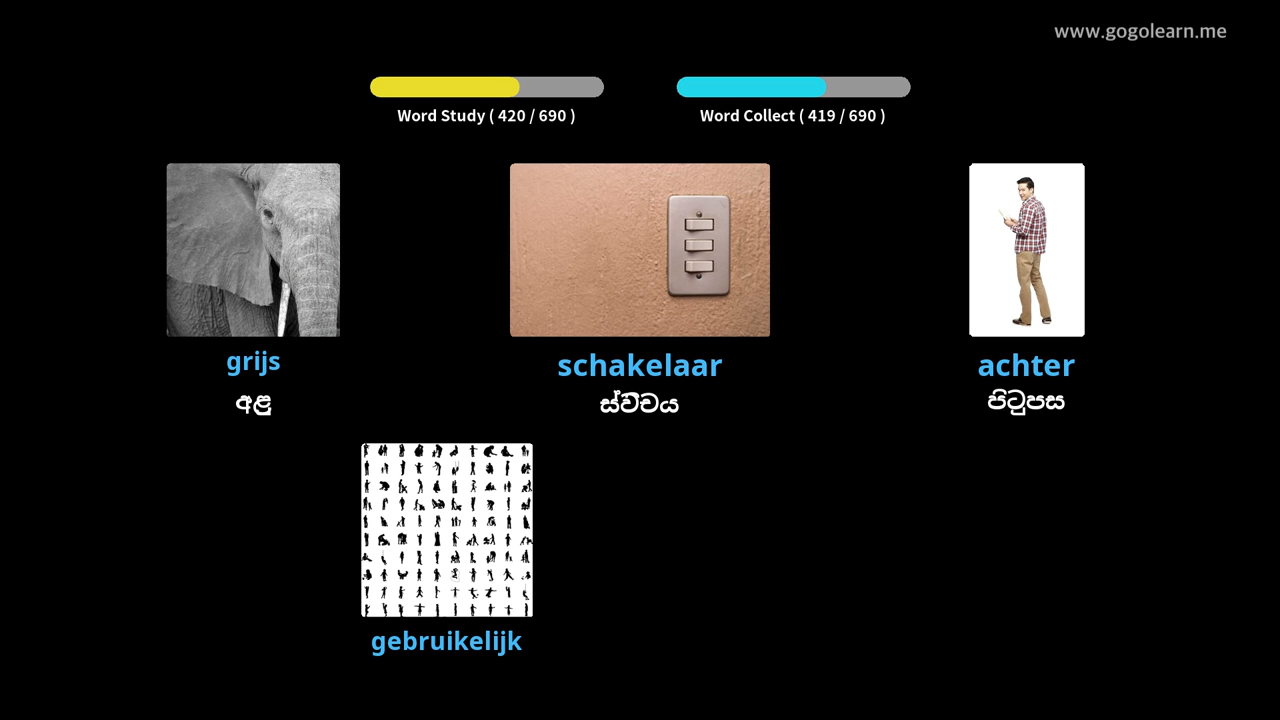 www.gogolearn.me
Word Study ( 420 / 690 )
Word Collect ( 419 / 690 )
grijs
schakelaar
achter
අළු
ස්විචය
පිටුපස
gebruikelijk